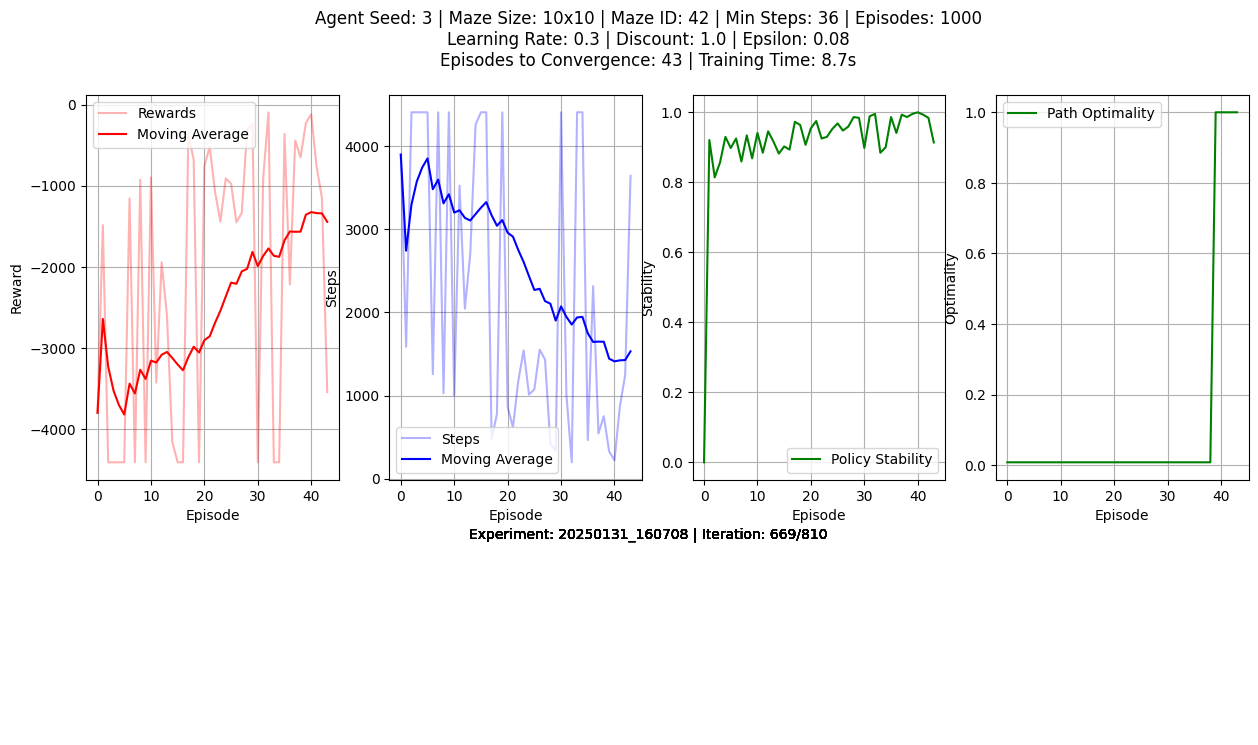 Agent Seed: 3 | Maze Size: 10x10 | Maze ID: 42 | Min Steps: 36 | Episodes: 1000
Learning Rate: 0.3 | Discount: 1.0 | Epsilon: 0.08
Episodes to Convergence: 43 | Training Time: 8.7s
Reward
0
−1000
−2000
−3000
−4000
Rewards
Moving Average
0 10 20 30 40
Episode
Steps
4000
3000
2000
1000
0
Steps
Moving Average
0 10 20 30 40
Episode
Stability
1.0
0.8
0.6
0.4
0.2
0.0
Policy Stability
0 10 20 30 40
Episode
Optimality
1.0
0.8
0.6
0.4
0.2
0.0
Path Optimality
0 10 20 30 40
Episode
Experiment: 20250131_160708 | Iteration: 669/810